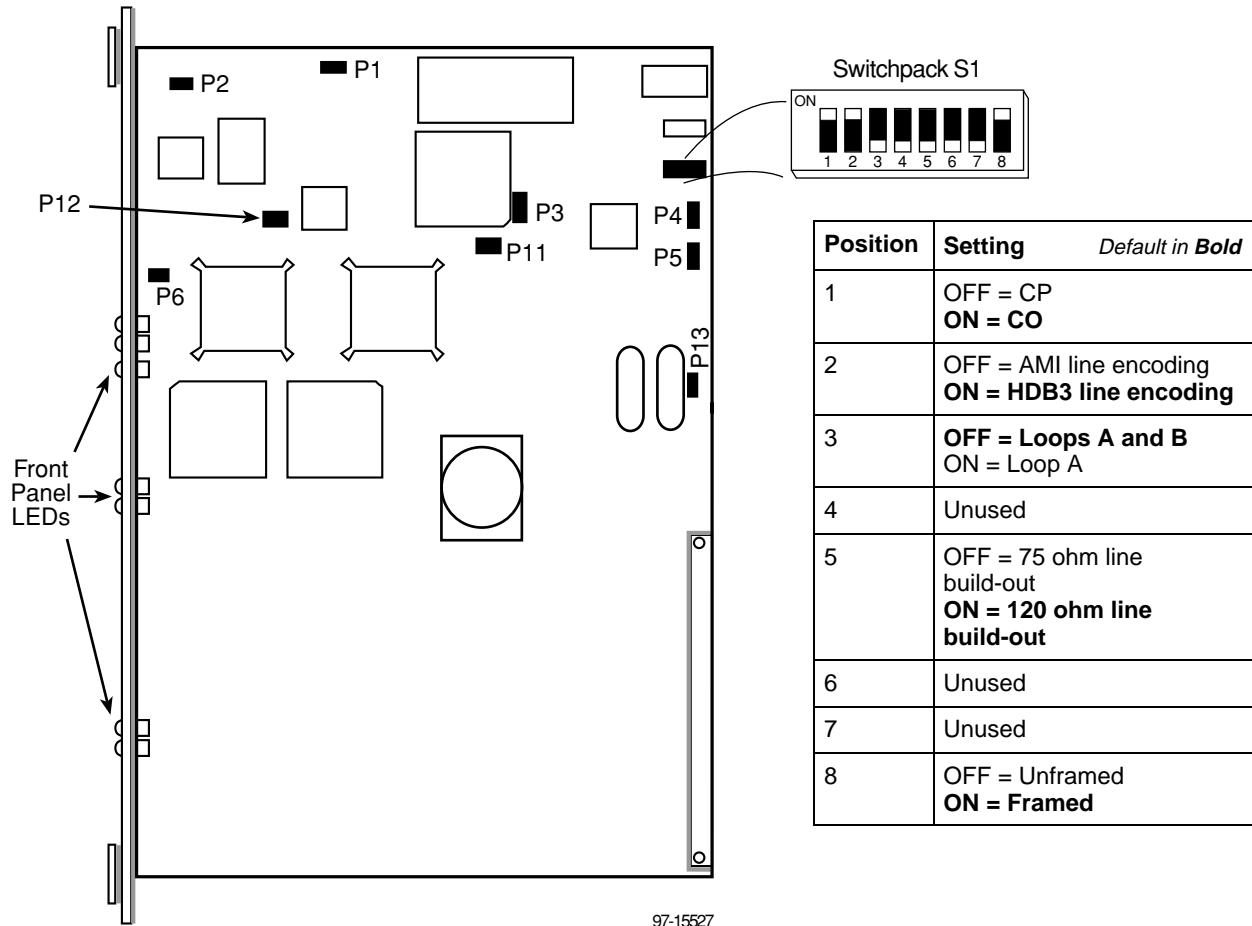 P2
P1
P12
P3
P11
P4
P5
P6
P13
Front
Panel
LEDs
97-15527
Switchpack S1
ON
1 2 3 4 5 6 7 8
Position Setting Default in Bold
1 OFF = CP
ON = CO
2 OFF = AMI line encoding
ON = HDB3 line encoding
3 OFF = Loops A and B
ON = Loop A
4 Unused
5 OFF = 75 ohm line
build-out
ON = 120 ohm line
build-out
6 Unused
7 Unused
8 OFF = Unframed
ON = Framed